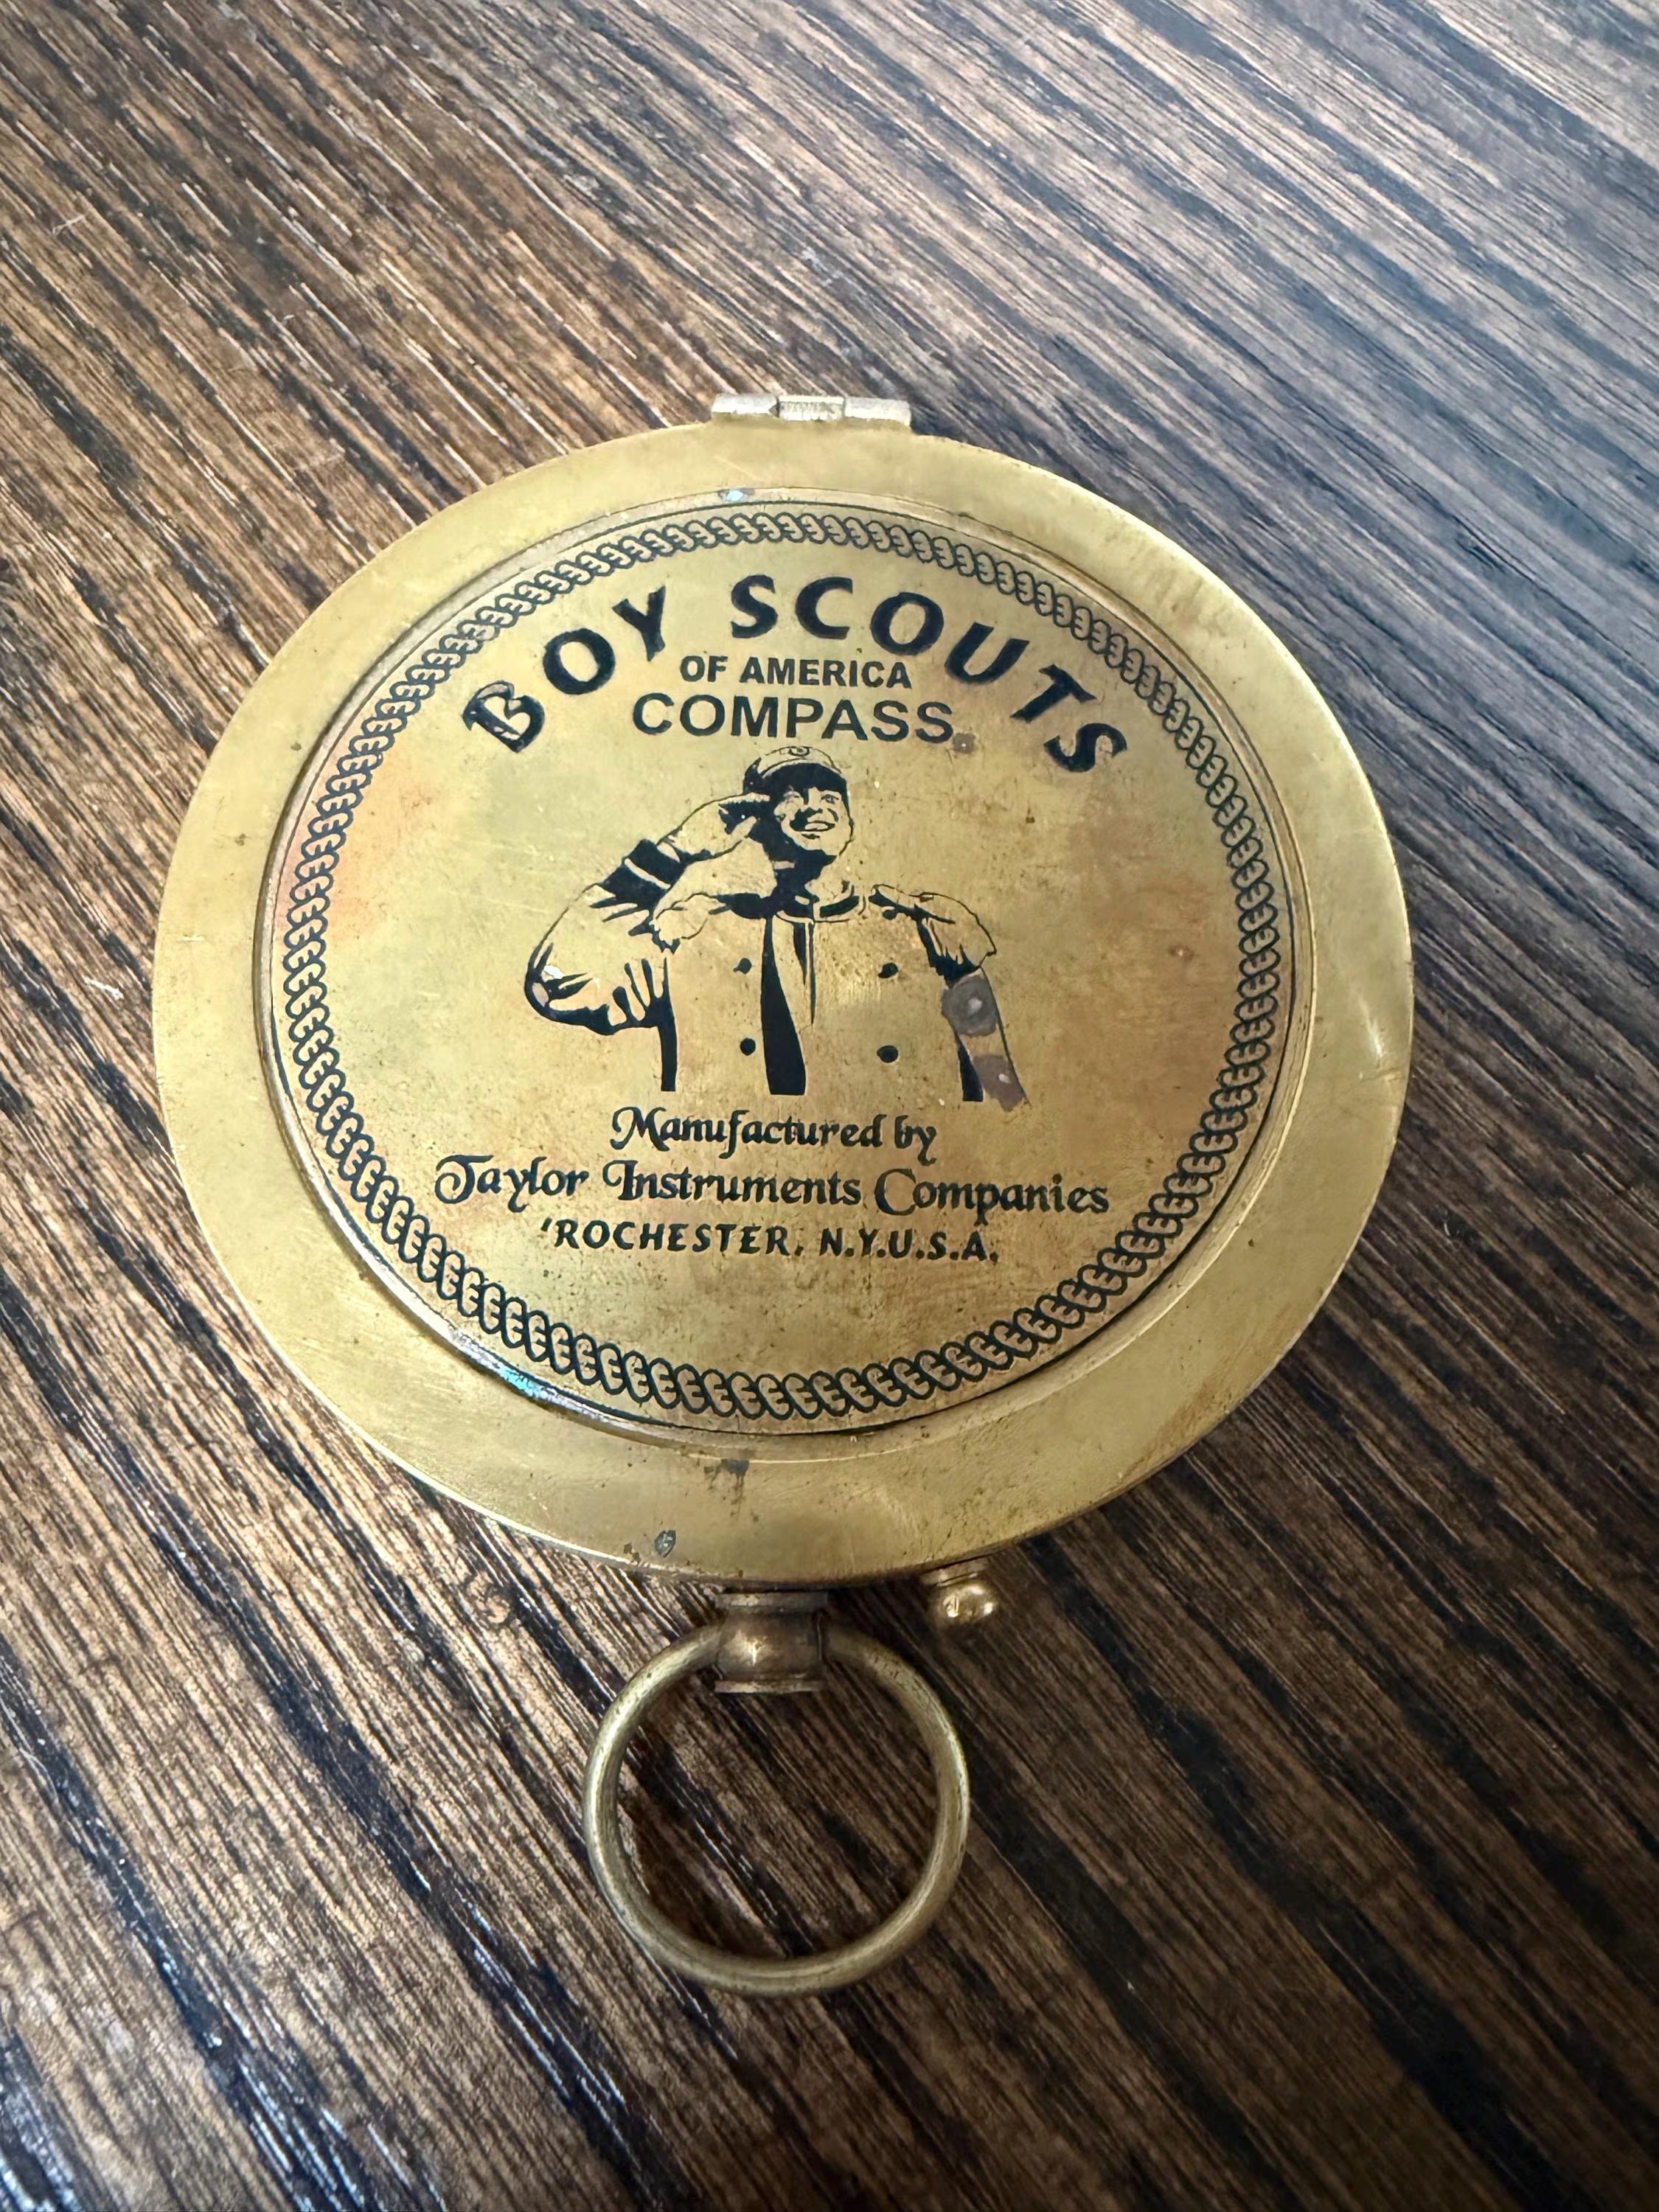 BOY SCOUTS
OF AMERICA
COMPASS
Manufactured by
Taylor Instruments Companies
'ROCHESTER, N.Y.U.S.A.